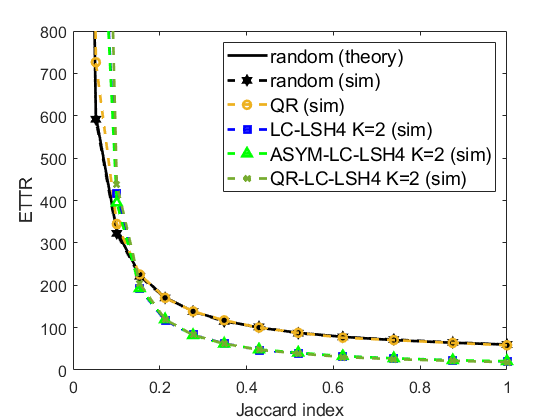 800
700
600
500
400
300
200
100
0
ETTR
random (theory)
random (sim)
QR (sim)
LC-LSH4 K=2 (sim)
ASYM-LC-LSH4 K=2 (sim)
QR-LC-LSH4 K=2 (sim)
0 0.2 0.4 0.6 0.8 1
Jaccard index